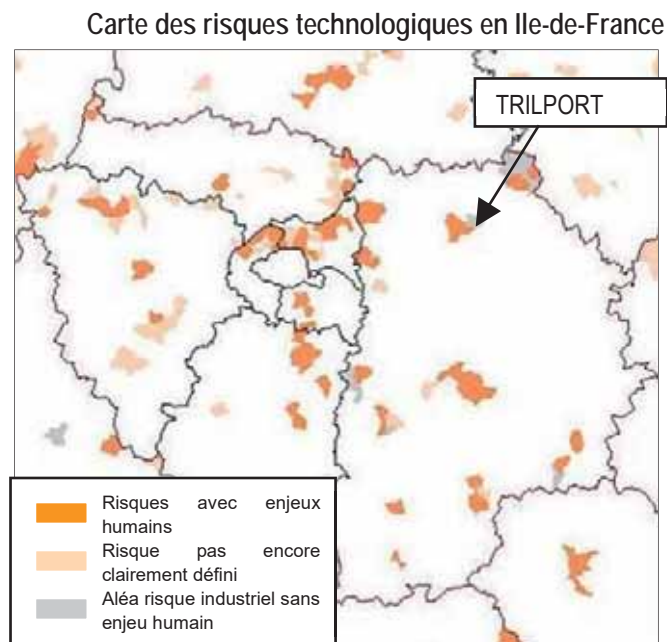 Carte des risques technologiques en Ile-de-France
TRILPORT
Risques avec enjeux
humains
Risque pas encore
clairement défini
Aléa risque industriel sans
enjeu humain